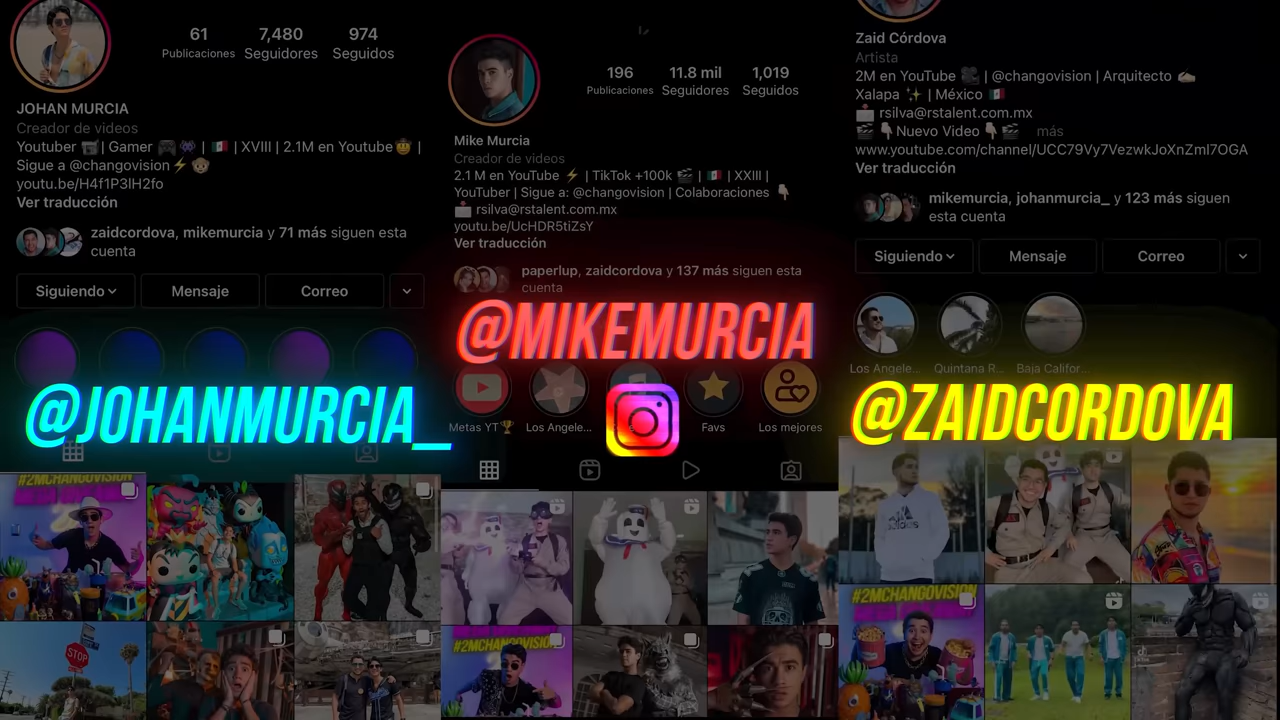 61
7,480
974
Publicaciones
Seguidores
Seguidos
JOHAN MURCIA
Creador de videos
Youtuber 📹| Gamer 🎮 👾 | 🇲🇽 | XVIII | 2.1M en Youtube🤠 |
Sigue a @changovision⚡ 🐵
youtu.be/H4f1P3lH2fo
Ver traducción
zaidcordova, mikemurcia y 71 más siguen esta
cuenta
Siguiendo
Mensaje
Correo
@JOHANMURCIA_
#2MCHANGOVISION
STOP
196
11.8 mil
1,019
Publicaciones
Seguidores
Seguidos
Mike Murcia
Creador de videos
2.1 M en YouTube ⚡ | TikTok +100k 🎬 | 🇲🇽 | XXIII |
YouTuber | Sigue a: @changovision | Colaboraciones 👇🏻
📩 rsilva@rstalent.com.mx
youtu.be/UcHDR5tiZsY
Ver traducción
paperlup, zaidcordova y 137 más siguen esta
cuenta
@MIKEMURCIA
Metas YT🏆
Los Angele...
Favs
Los mejores
#2MCHANGOVISION
Zaid Córdova
Artista
2M en YouTube 🎥 | @changovision | Arquitecto ✍🏻
Xalapa ✨ | México 🇲🇽
📩 rsilva@rstalent.com.mx
🎬 👇🏻Nuevo Video 👇🏻🎬 más
www.youtube.com/channel/UCC79Vy7VezwkJoXnZmI7OGA
Ver traducción
mikemurcia, johanmurcia_ y 123 más siguen
esta cuenta
Siguiendo
Mensaje
Correo
Los Angele...
Quintana R...
Baja Califor...
@ZAIDCORDOVA
adidas
#2MCHANGOVISION
TikTok